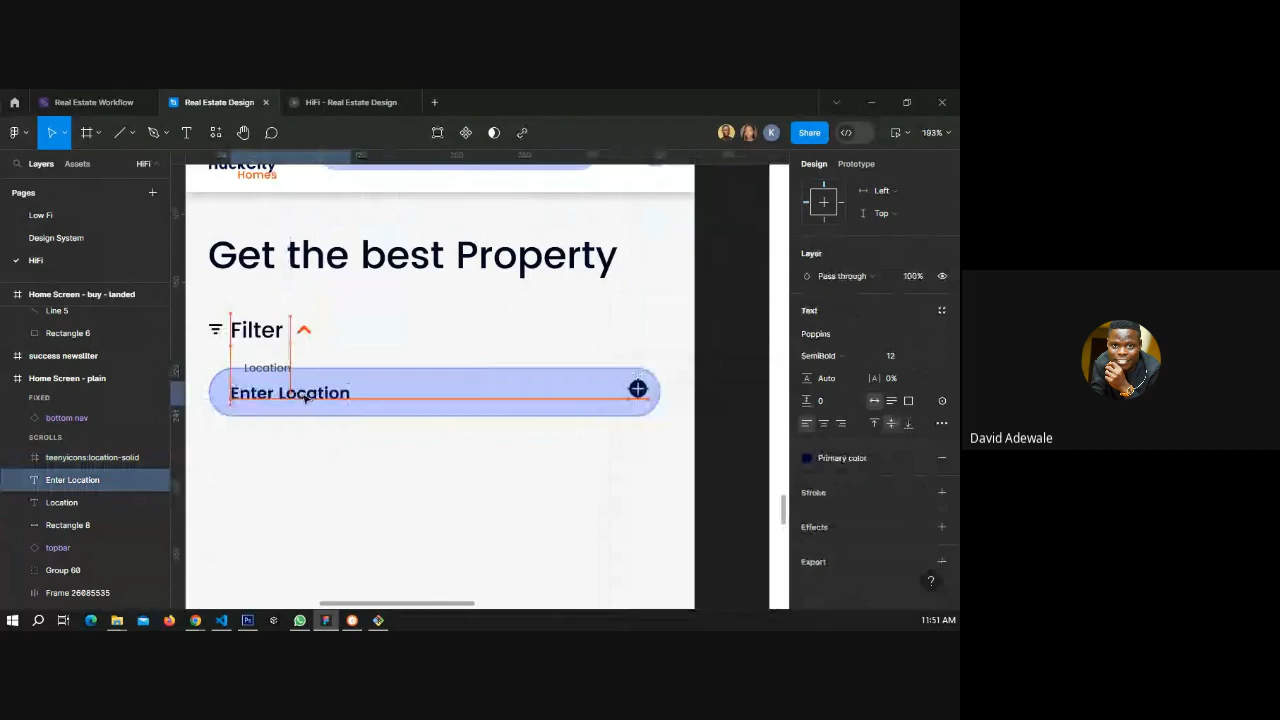 Real Estate Workflow
Real Estate Design
HiFi - Real Estate Design
Share
193%
Layers
Assets
HiFi
Pages
Low Fi
Design System
HiFi
Home Screen - buy - landed
Line 5
Rectangle 6
success newsllter
Home Screen - plain
FIXED
bottom nav
SCROLLS
teenyicons:location-solid
Enter Location
Location
Rectangle 8
topbar
Group 60
Frame 26085535
HackCity
Homes
Get the best Property
Filter
Location
Enter Location
Design
Prototype
Left
Top
Layer
Pass through
100%
Text
Poppins
SemiBold
12
Auto
|A| 0%
0
Primary color
Stroke
Effects
Export
?
K
11:51 AM
David Adewale